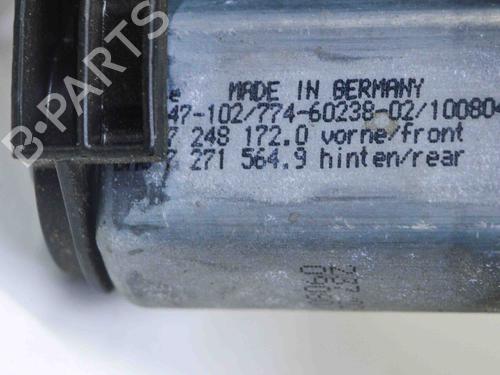 B-PARTS
MADE IN GERMANY
47-102/774-60238-02/10080
7 248 172.0 vorne/front
7 271 564.9 hinten/rear